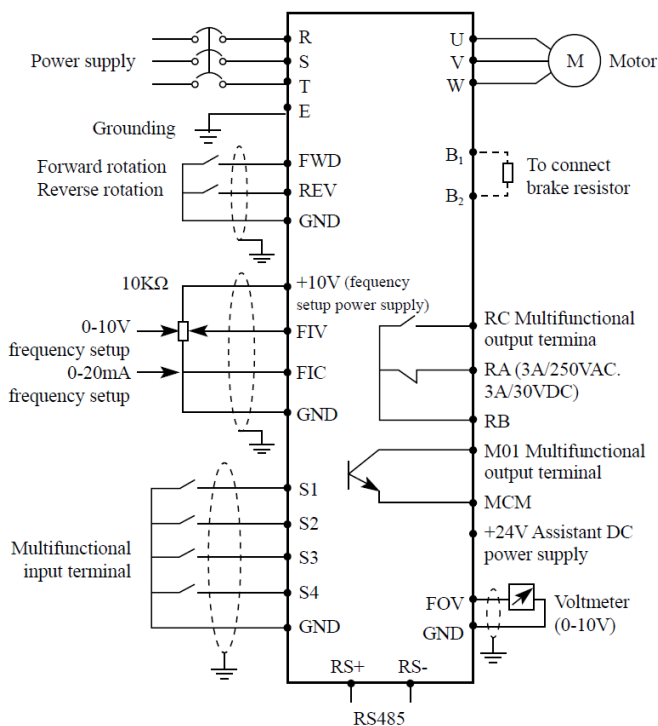 Power supply
R
S
T
E
Grounding
Forward rotation
Reverse rotation
FWD
REV
GND
10KΩ
+10V (fequency
setup power supply)
0-10V
frequency setup
FIV
0-20mA
frequency setup
FIC
GND
Multifunctional
input terminal
S1
S2
S3
S4
GND
U
V
W
M
Motor
B1
B2
To connect
brake resistor
RC Multifunctional
output termina
RA (3A/250VAC.
3A/30VDC)
RB
M01 Multifunctional
output terminal
MCM
+24V Assistant DC
power supply
FOV
GND
Voltmeter
(0-10V)
RS+
RS-
RS485